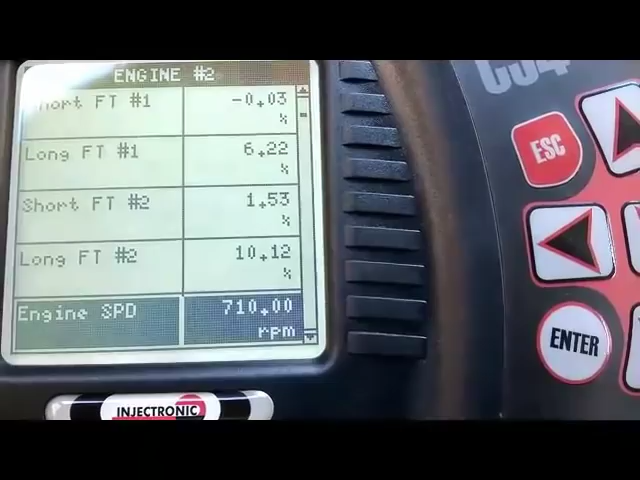 ENGINE #2
Short FT #1 -0.03
%
Long FT #1 6.22
%
Short FT #2 1.53
%
Long FT #2 10.12
%
Engine SPD 710.00
rpm
INJECTRONIC
CJ4
ESC
ENTER